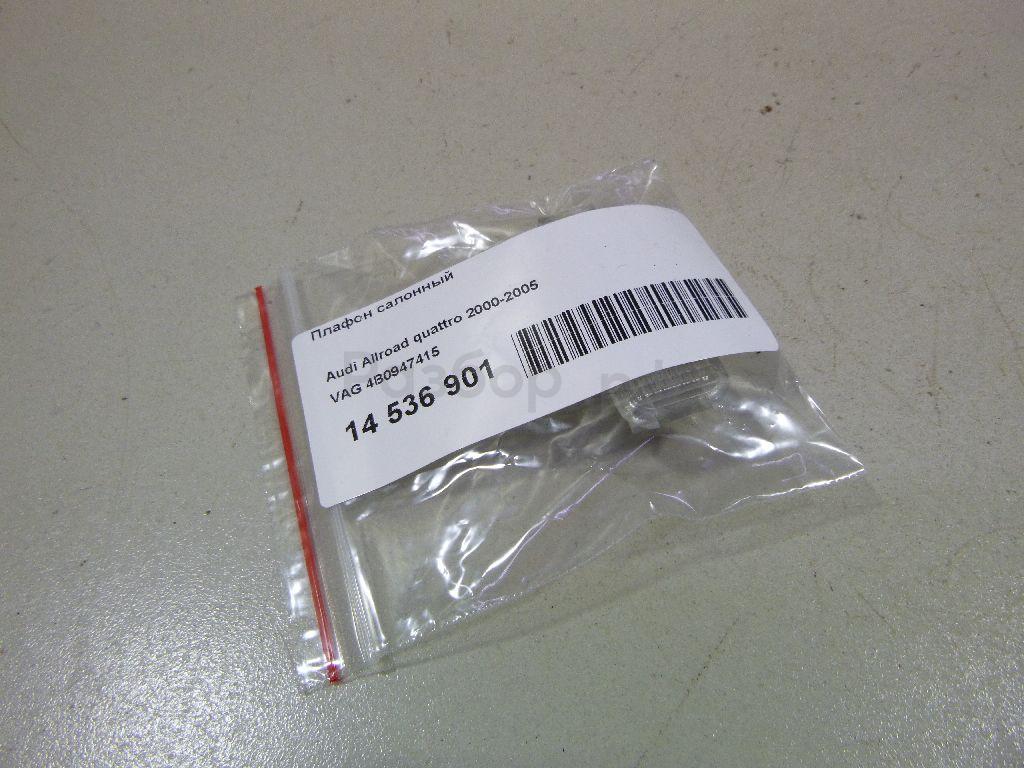 Плафон салонный
Audi Allroad quattro 2000-2005
VAG 4B0947415
14 536 901